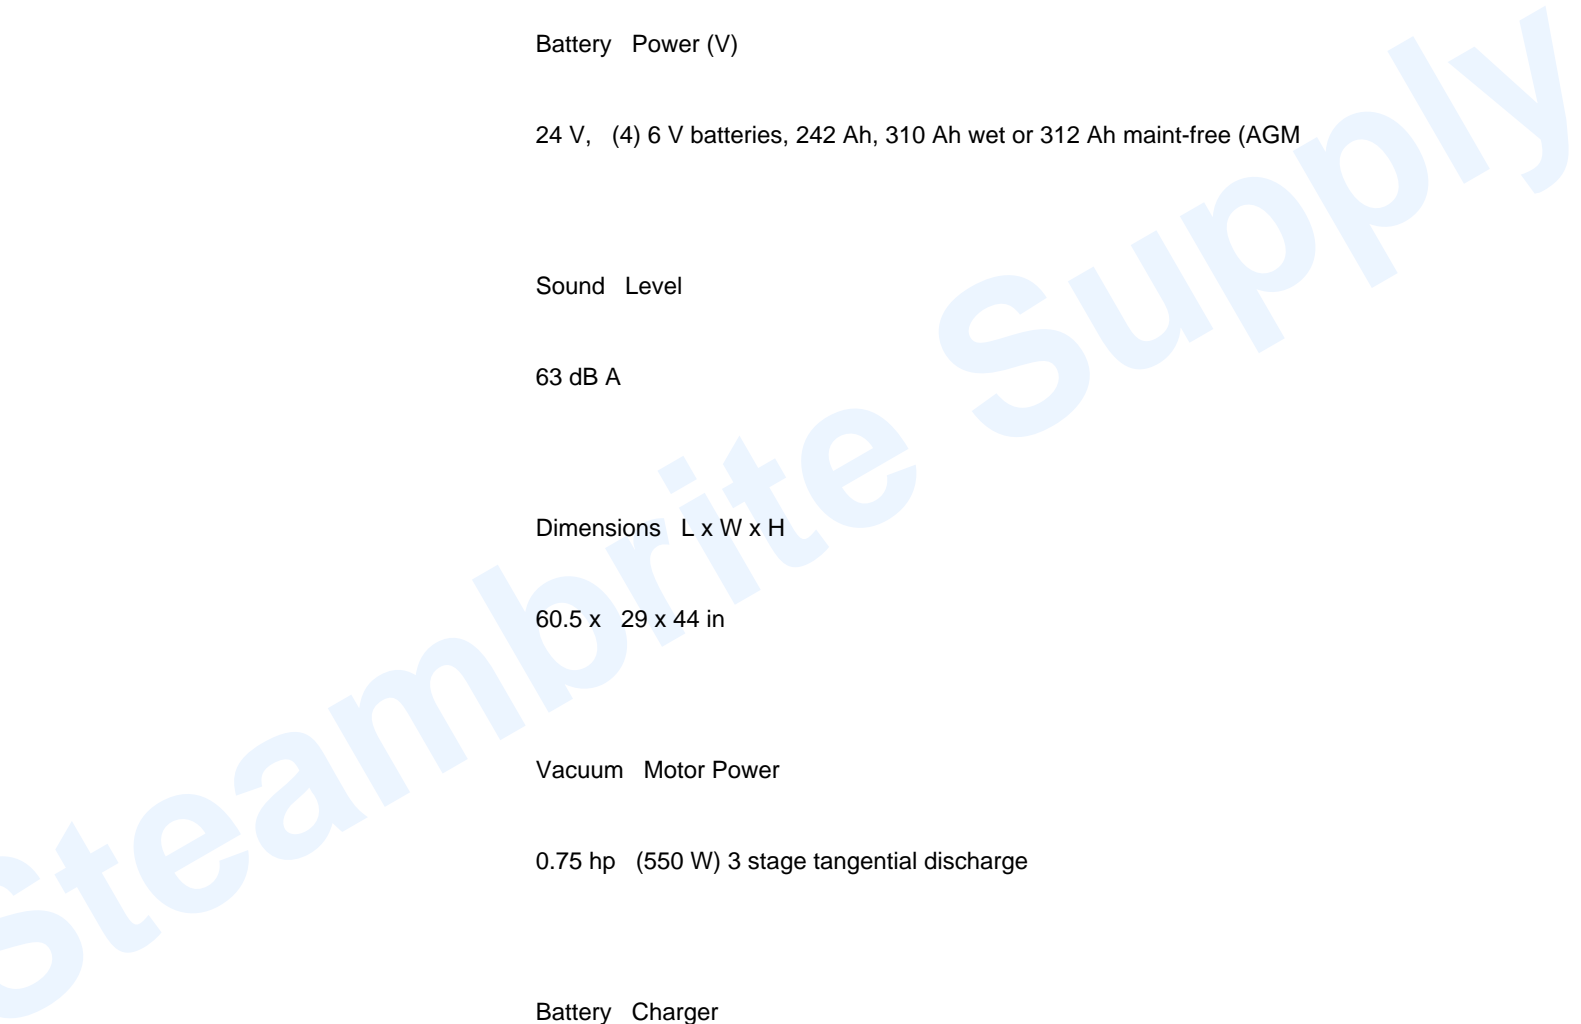 Battery   Power (V)
24 V,   (4) 6 V batteries, 242 Ah, 310 Ah wet or 312 Ah maint-free (AGM
Sound   Level
63 dB A
Dimensions   L x W x H
60.5 x   29 x 44 in
Vacuum   Motor Power
0.75 hp   (550 W) 3 stage tangential discharge
Battery   Charger
Steambrite Supply